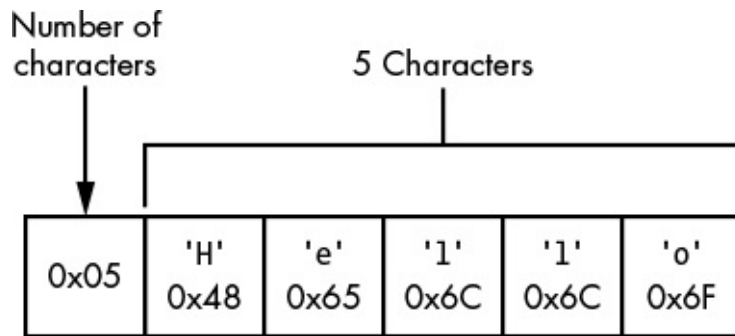 Number of
characters
5 Characters
0x05
'H'
0x48
'e'
0x65
'l'
0x6C
'l'
0x6C
'o'
0x6F